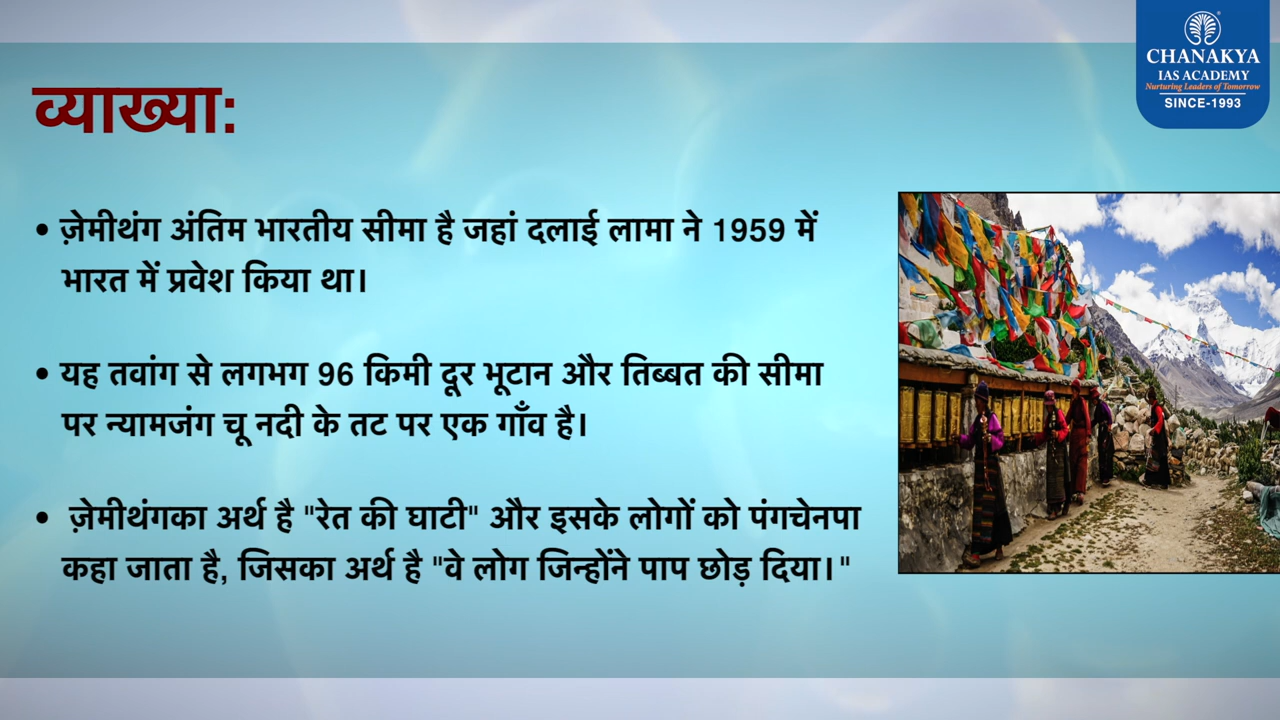 व्याख्या:
• ज़ेमीथंग अंतिम भारतीय सीमा है जहां दलाई लामा ने 1959 में
भारत में प्रवेश किया था।
• यह तवांग से लगभग 96 किमी दूर भूटान और तिब्बत की सीमा
पर न्यामजंग चू नदी के तट पर एक गाँव है।
• ज़ेमीथंगका अर्थ है "रेत की घाटी" और इसके लोगों को पंगचेनपा
कहा जाता है, जिसका अर्थ है "वे लोग जिन्होंने पाप छोड़ दिया।"
CHANAKYA
IAS ACADEMY
Nurturing Leaders of Tomorrow
SINCE-1993